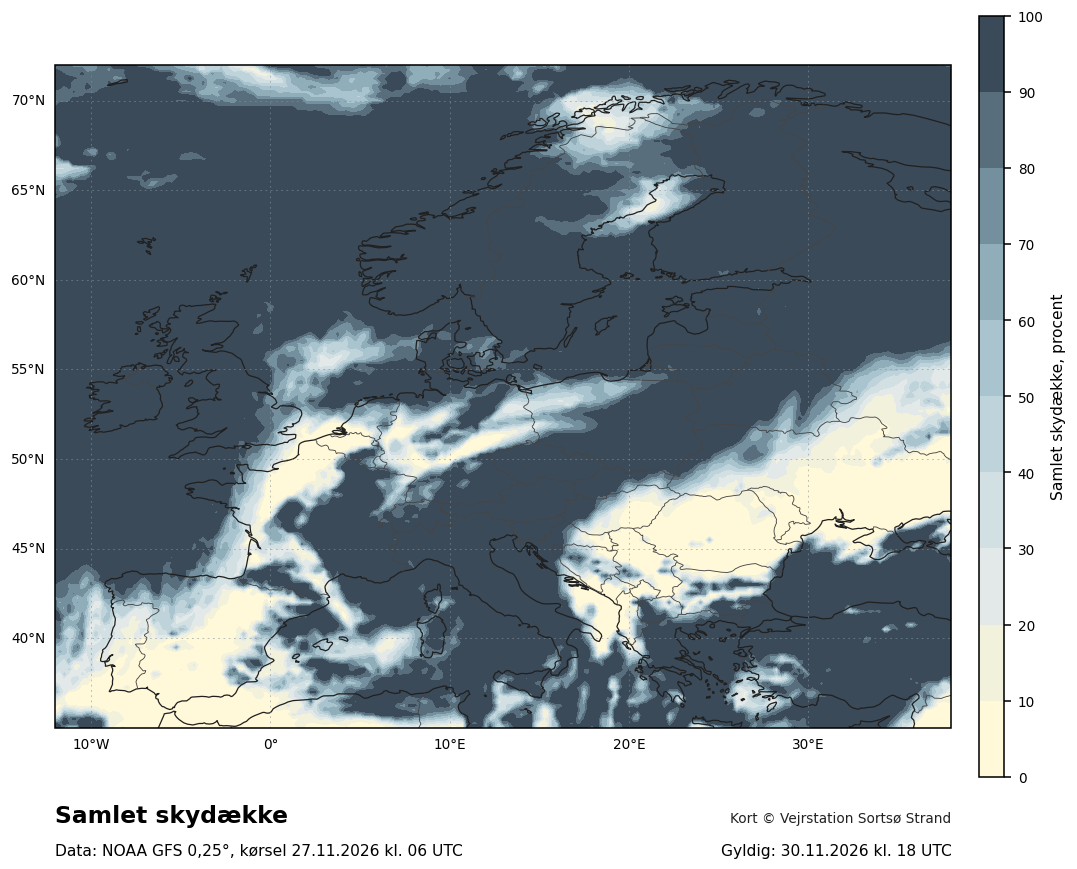 70°N
65°N
60°N
55°N
50°N
45°N
40°N
10°W
0°
10°E
20°E
30°E
100
90
80
70
60
50
40
30
20
10
0
Samlet skydække, procent
Samlet skydække
Kort © Vejrstation Sortsø Strand
Data: NOAA GFS 0,25°, kørsel 27.11.2026 kl. 06 UTC
Gyldig: 30.11.2026 kl. 18 UTC